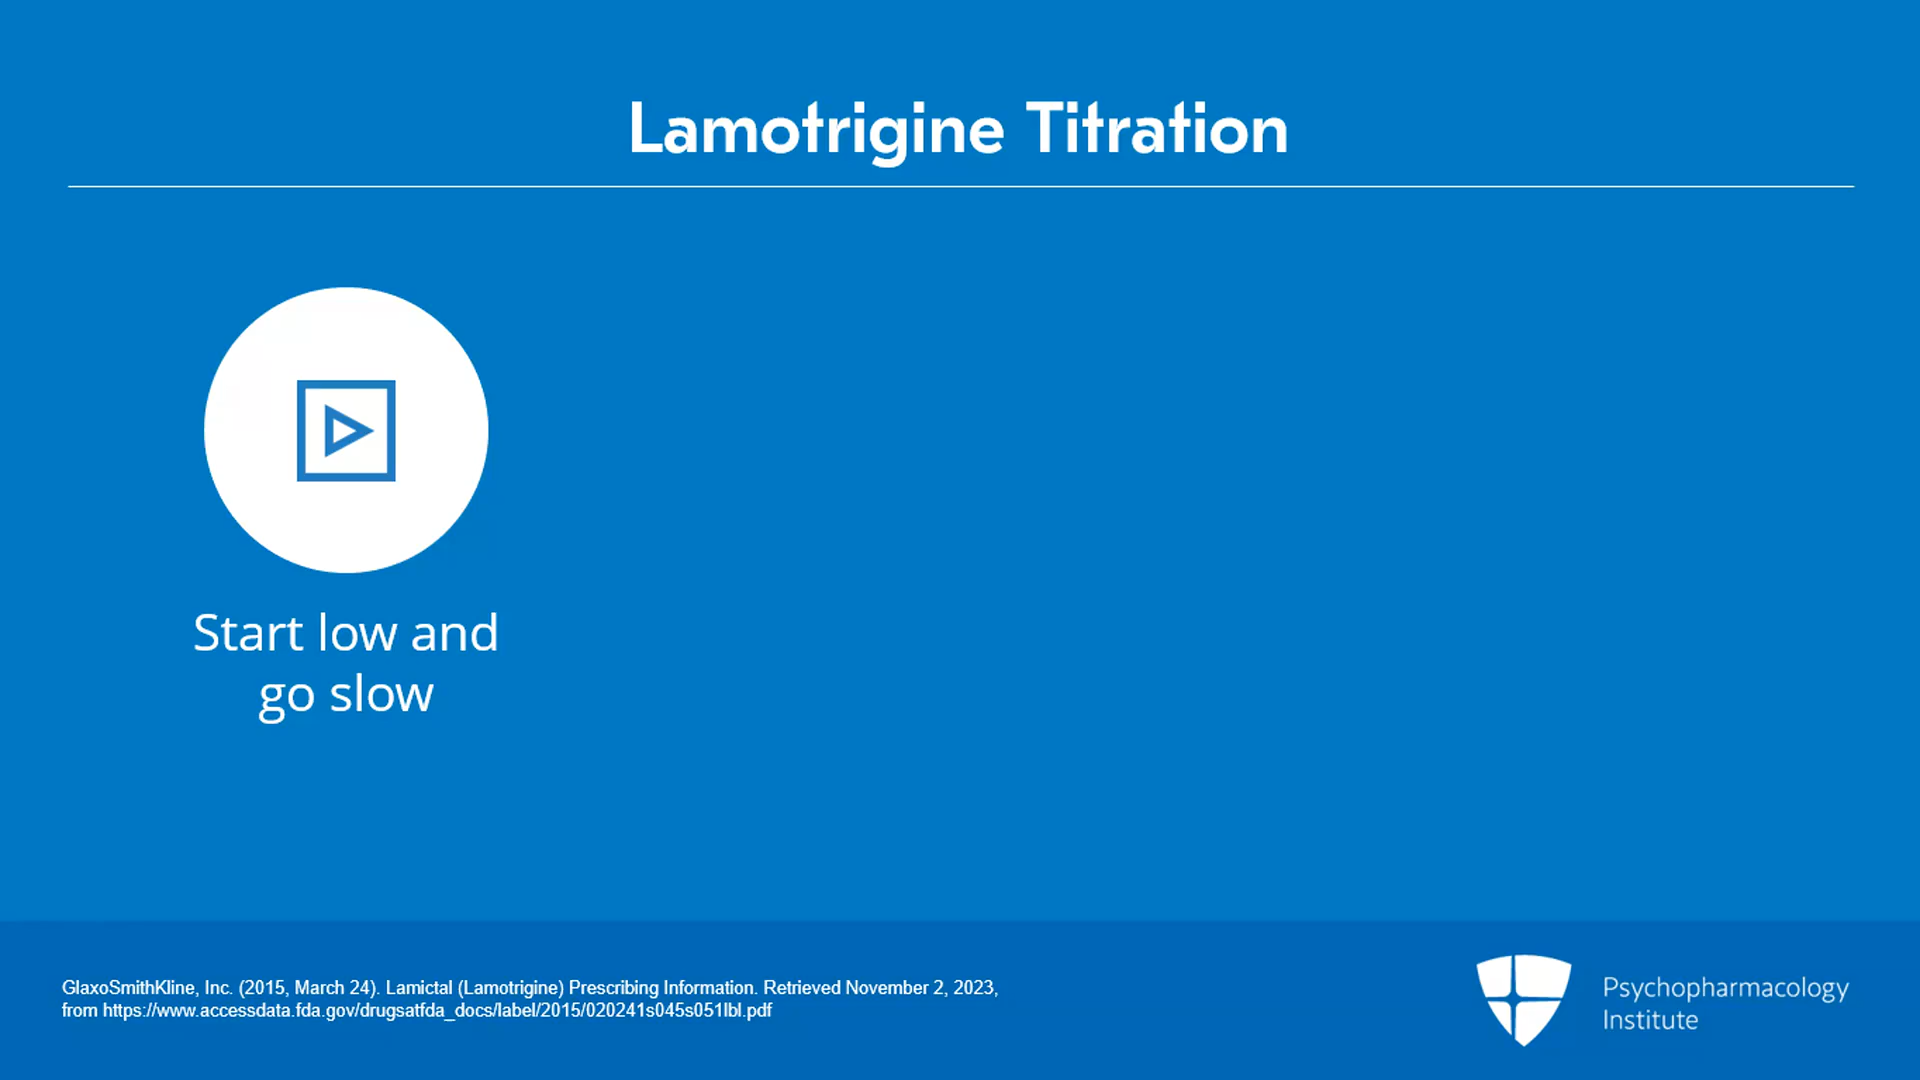 Lamotrigine Titration
Start low and
go slow
GlaxoSmithKline, Inc. (2015, March 24). Lamictal (Lamotrigine) Prescribing Information. Retrieved November 2, 2023,
from https://www.accessdata.fda.gov/drugsatfda_docs/label/2015/020241s045s051lbl.pdf
Psychopharmacology
Institute